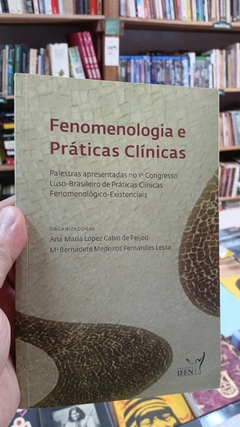 Fenomenologia e
Práticas Clínicas
Palestras apresentadas no Iº Congresso
Luso-Brasileiro de Práticas Clínicas
Fenomenológico-Existenciais
ORGANIZADORAS
Ana Maria Lopez Calvo de Feijoo
Mª Bernadete Medeiros Fernandes Lessa
IFEN